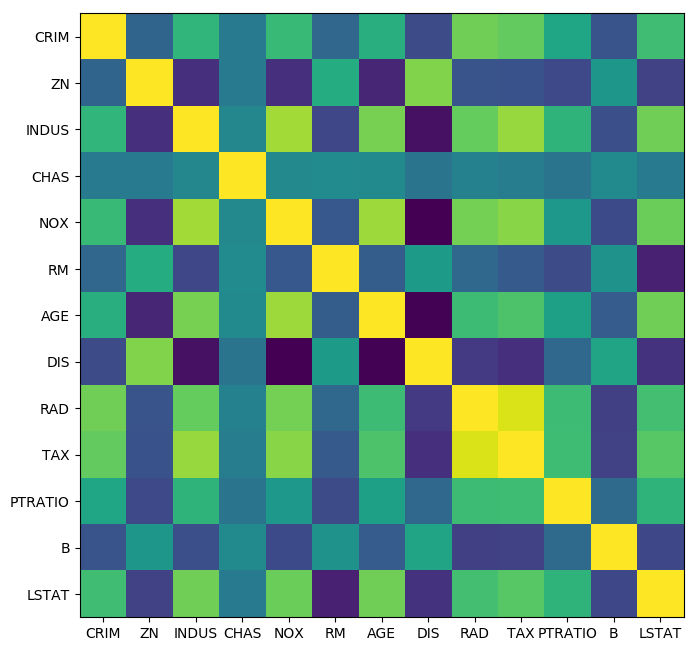 CRIM
ZN
INDUS
CHAS
NOX
RM
AGE
DIS
RAD
TAX
PTRATIO
B
LSTAT
CRIM ZN INDUS CHAS NOX RM AGE DIS RAD TAX PTRATIO B LSTAT